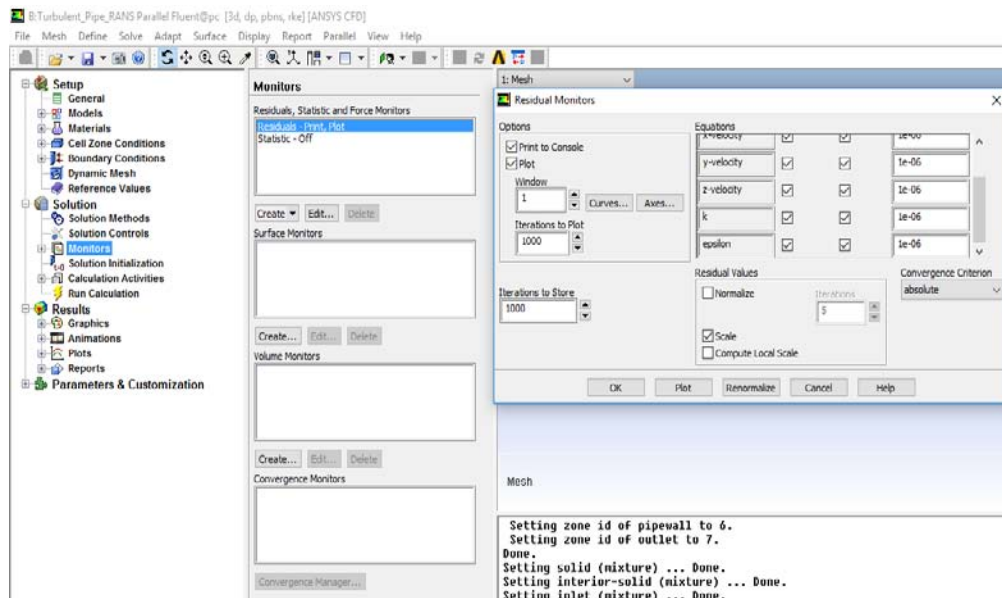 B:Turbulent_Pipe_RANS Parallel Fluent@pc [3d, dp, pbns, rke] [ANSYS CFD]
File Mesh Define Solve Adapt Surface Display Report Parallel View Help
Setup
General
Models
Materials
Cell Zone Conditions
Boundary Conditions
Dynamic Mesh
Reference Values
Solution
Solution Methods
Solution Controls
Monitors
Solution Initialization
Calculation Activities
Run Calculation
Results
Graphics
Animations
Plots
Reports
Parameters & Customization
Monitors
Residuals, Statistic and Force Monitors
Residuals - Print, Plot
Statistic - Off
Create Edit... Delete
Surface Monitors
Create... Edit... Delete
Volume Monitors
Create... Edit... Delete
Convergence Monitors
Convergence Manager...
1: Mesh
Residual Monitors
Options
Print to Console
Plot
Window
1
Curves... Axes...
Iterations to Plot
1000
Iterations to Store
1000
Equations
x-velocity 1e-06
y-velocity 1e-06
z-velocity 1e-06
k 1e-06
epsilon 1e-06
Residual Values
Normalize
Iterations
5
Scale
Compute Local Scale
Convergence Criterion
absolute
OK Plot Renormalize Cancel Help
Mesh
Setting zone id of pipewall to 6.
Setting zone id of outlet to 7.
Done.
Setting solid (mixture) ... Done.
Setting interior-solid (mixture) ... Done.
Setting inlet (mixture) ... Done.